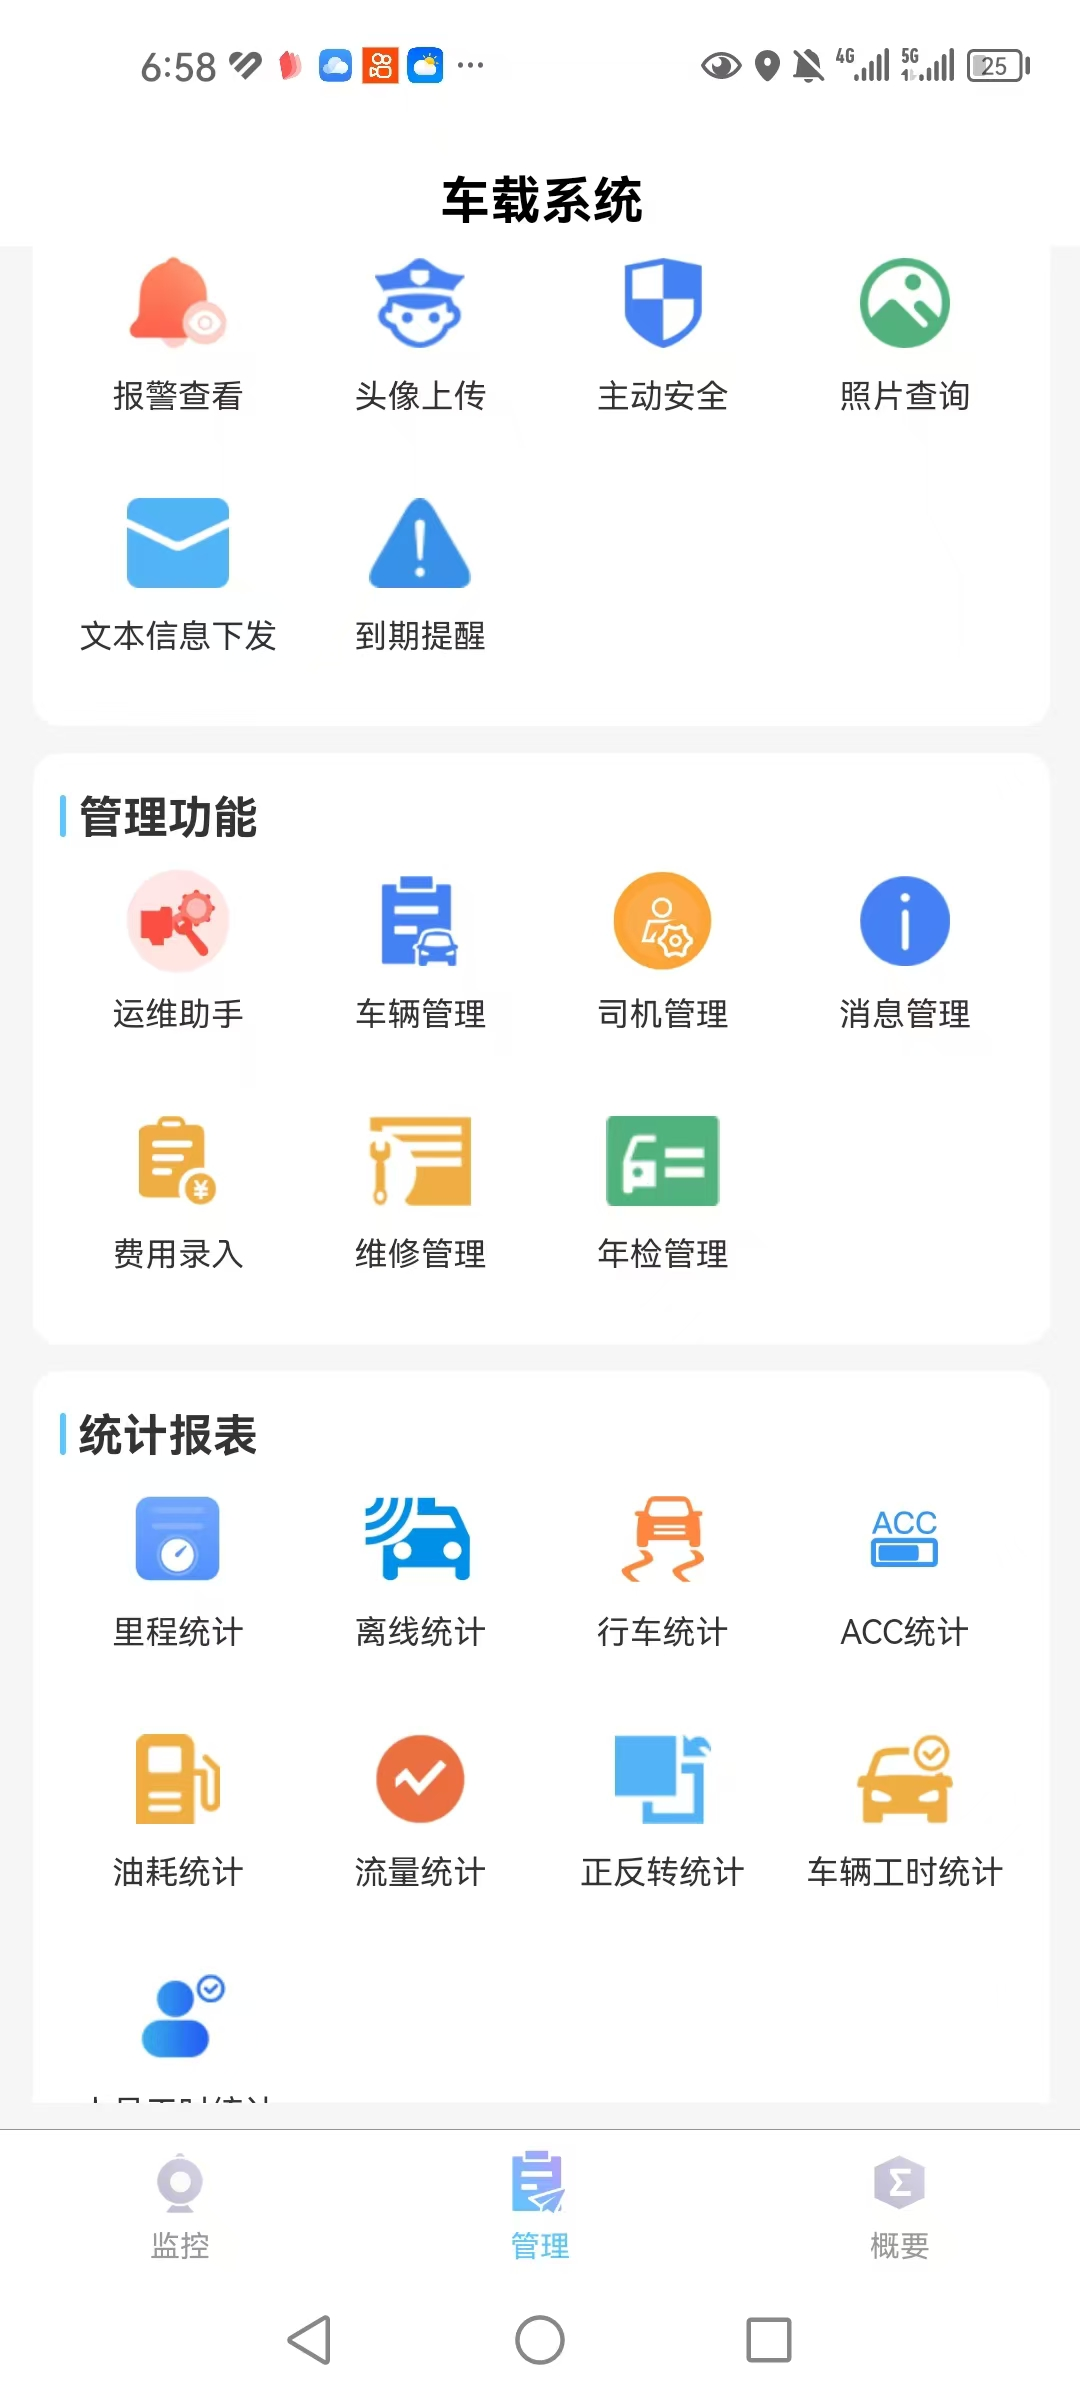 6:58 4G 5G 25
车载系统
报警查看 头像上传 主动安全 照片查询
文本信息下发 到期提醒
管理功能
运维助手 车辆管理 司机管理 消息管理
费用录入 维修管理 年检管理
统计报表
ACC
里程统计 离线统计 行车统计 ACC统计
油耗统计 流量统计 正反转统计 车辆工时统计
监控 管理 概要